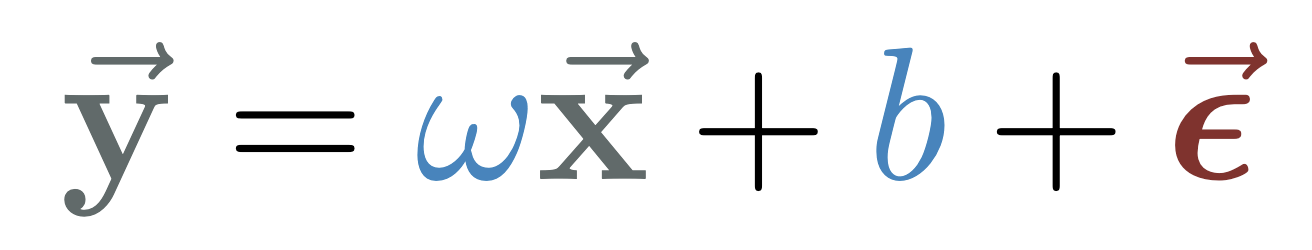 y⃗ = ωx⃗ + b + ϵ⃗